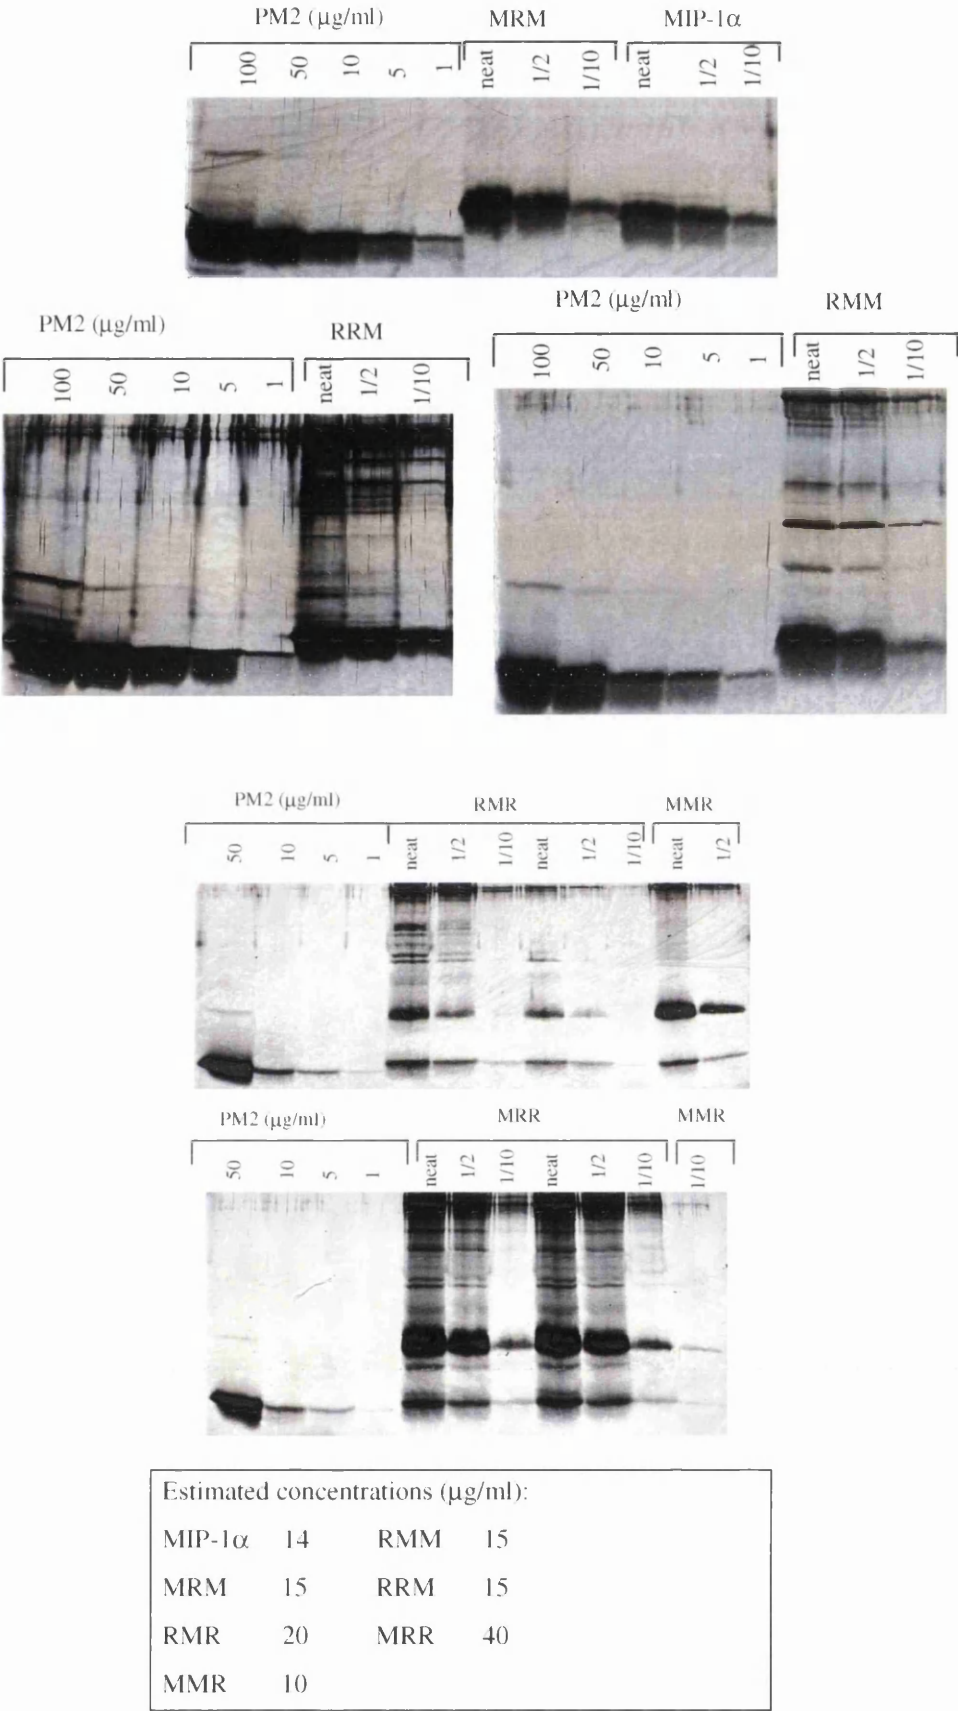 PM2 (µg/ml) MRM MIP-1α
100 50 10 5 1 neat 1/2 1/10 neat 1/2 1/10
PM2 (µg/ml) RRM
100 50 10 5 1 neat 1/2 1/10
PM2 (µg/ml) RMM
100 50 10 5 1 neat 1/2 1/10
PM2 (µg/ml) RMR MMR
50 10 5 1 neat 1/2 1/10 neat 1/2 1/10 neat 1/2
PM2 (µg/ml) MRR MMR
50 10 5 1 neat 1/2 1/10 neat 1/2 1/10 1/10
Estimated concentrations (µg/ml):
MIP-1α 14 RMM 15
MRM 15 RRM 15
RMR 20 MRR 40
MMR 10